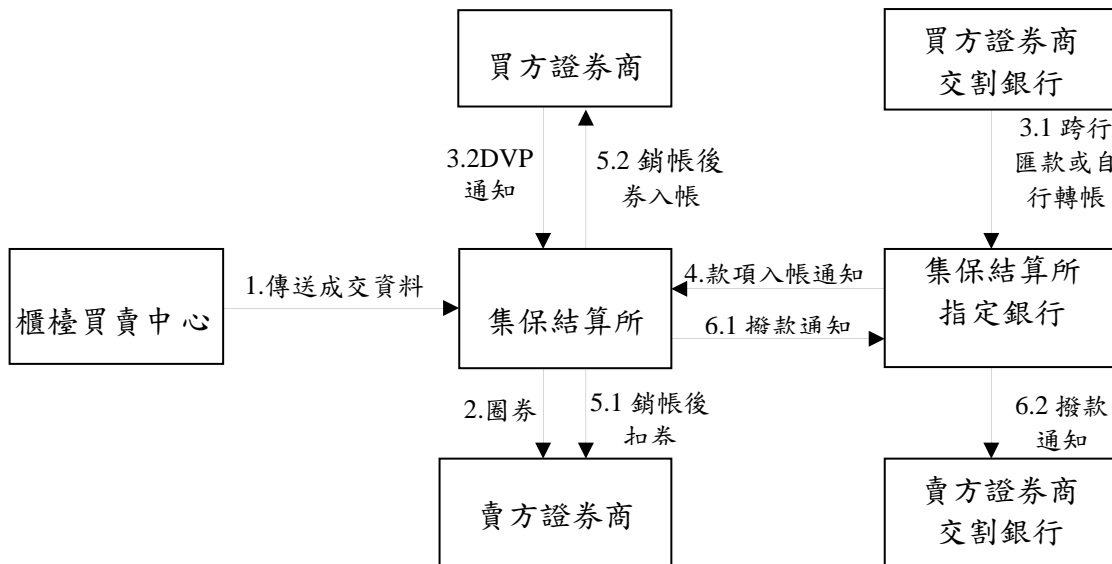 買方證券商
買方證券商
交割銀行
3.2DVP
通知
5.2 銷帳後
券入帳
3.1 跨行
匯款或自
行轉帳
櫃檯買賣中心
1.傳送成交資料
集保結算所
4.款項入帳通知
6.1 撥款通知
集保結算所
指定銀行
2.圈券
5.1 銷帳後
扣券
6.2 撥款
通知
賣方證券商
賣方證券商
交割銀行